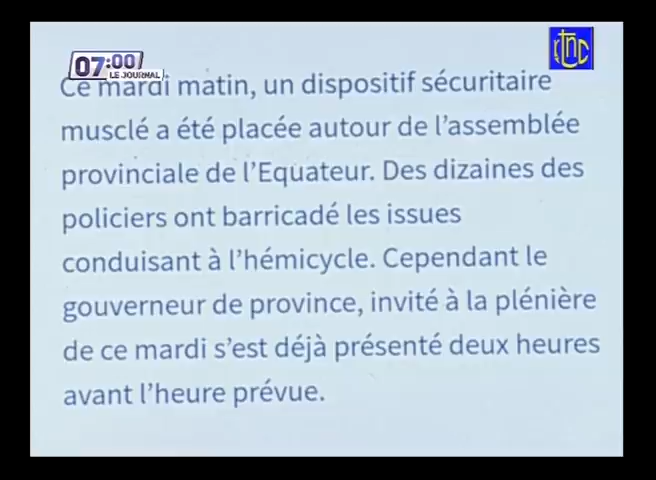 07:00
LE JOURNAL
rtnc
Ce mardi matin, un dispositif sécuritaire
musclé a été placée autour de l'assemblée
provinciale de l'Equateur. Des dizaines des
policiers ont barricadé les issues
conduisant à l'hémicycle. Cependant le
gouverneur de province, invité à la plénière
de ce mardi s'est déjà présenté deux heures
avant l'heure prévue.